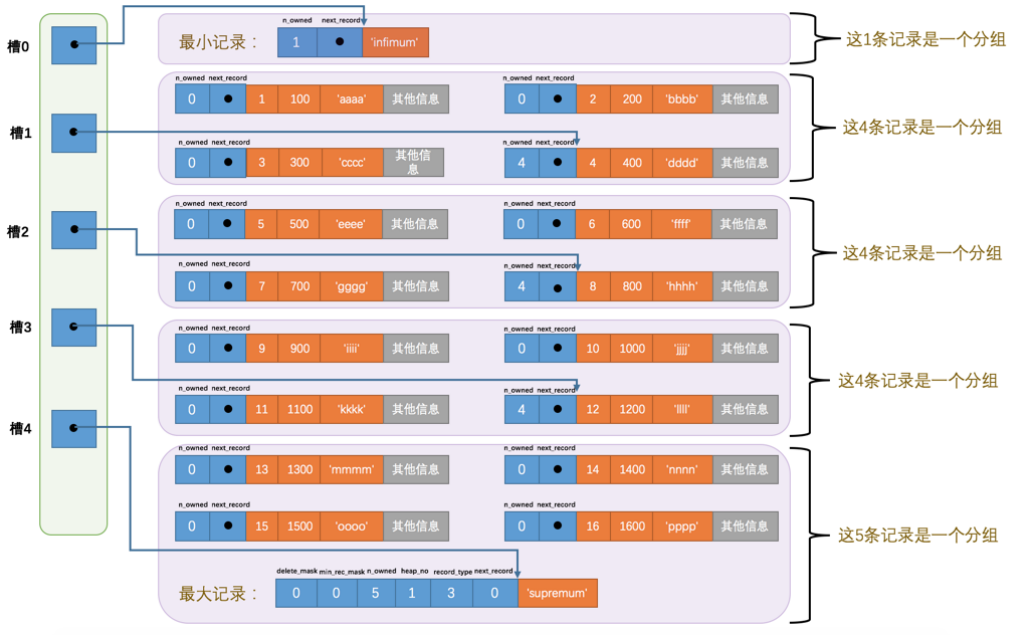 n_owned next_record
槽0
最小记录：
1
'infimum'
这1条记录是一个分组
n_owned next_record
0 1 100 'aaaa' 其他信息
n_owned next_record
0 2 200 'bbbb' 其他信息
槽1
这4条记录是一个分组
n_owned next_record
0 3 300 'cccc' 其他信
息
n_owned next_record
4 4 400 'dddd' 其他信息
n_owned next_record
0 5 500 'eeee' 其他信息
n_owned next_record
0 6 600 'ffff' 其他信息
槽2
这4条记录是一个分组
n_owned next_record
0 7 700 'gggg' 其他信息
n_owned next_record
4 8 800 'hhhh' 其他信息
槽3
n_owned next_record
0 9 900 'iiii' 其他信息
n_owned next_record
0 10 1000 'jjjj' 其他信息
这4条记录是一个分组
n_owned next_record
0 11 1100 'kkkk' 其他信息
n_owned next_record
4 12 1200 'llll' 其他信息
槽4
n_owned next_record
0 13 1300 'mmmm' 其他信息
n_owned next_record
0 14 1400 'nnnn' 其他信息
n_owned next_record
0 15 1500 'oooo' 其他信息
n_owned next_record
0 16 1600 'pppp' 其他信息
这5条记录是一个分组
delete_mask min_rec_mask n_owned heap_no record_type next_record
最大记录：
0 0 5 1 3 0 'supremum'